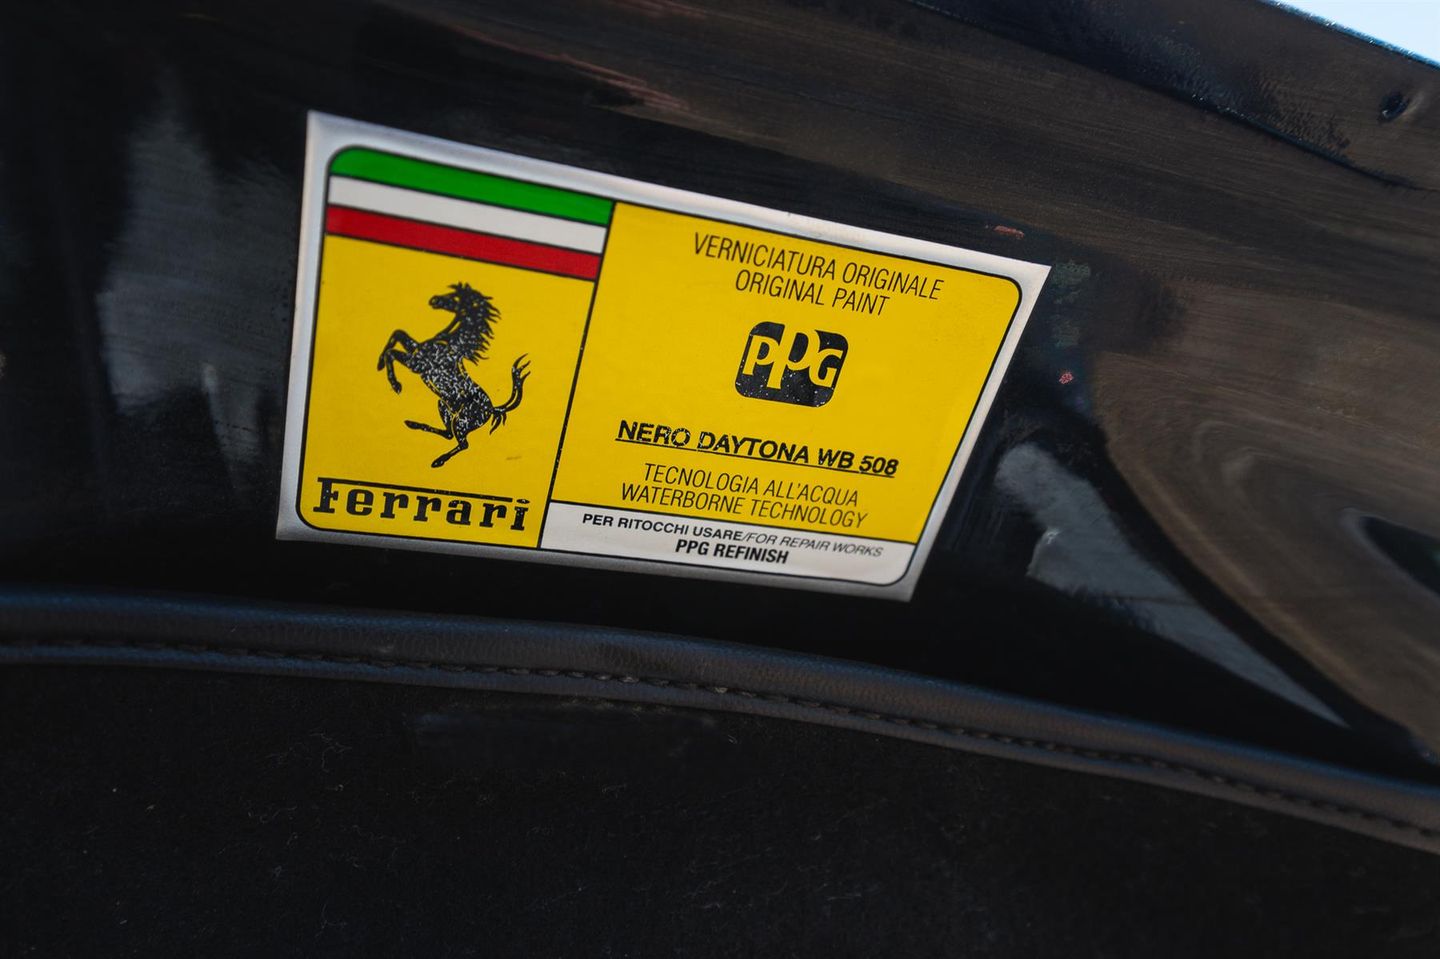 Ferrari
VERNICIATURA ORIGINALE
ORIGINAL PAINT
PPG
NERO DAYTONA WB 508
TECNOLOGIA ALL'ACQUA
WATERBORNE TECHNOLOGY
PER RITOCCHI USARE/FOR REPAIR WORKS
PPG REFINISH